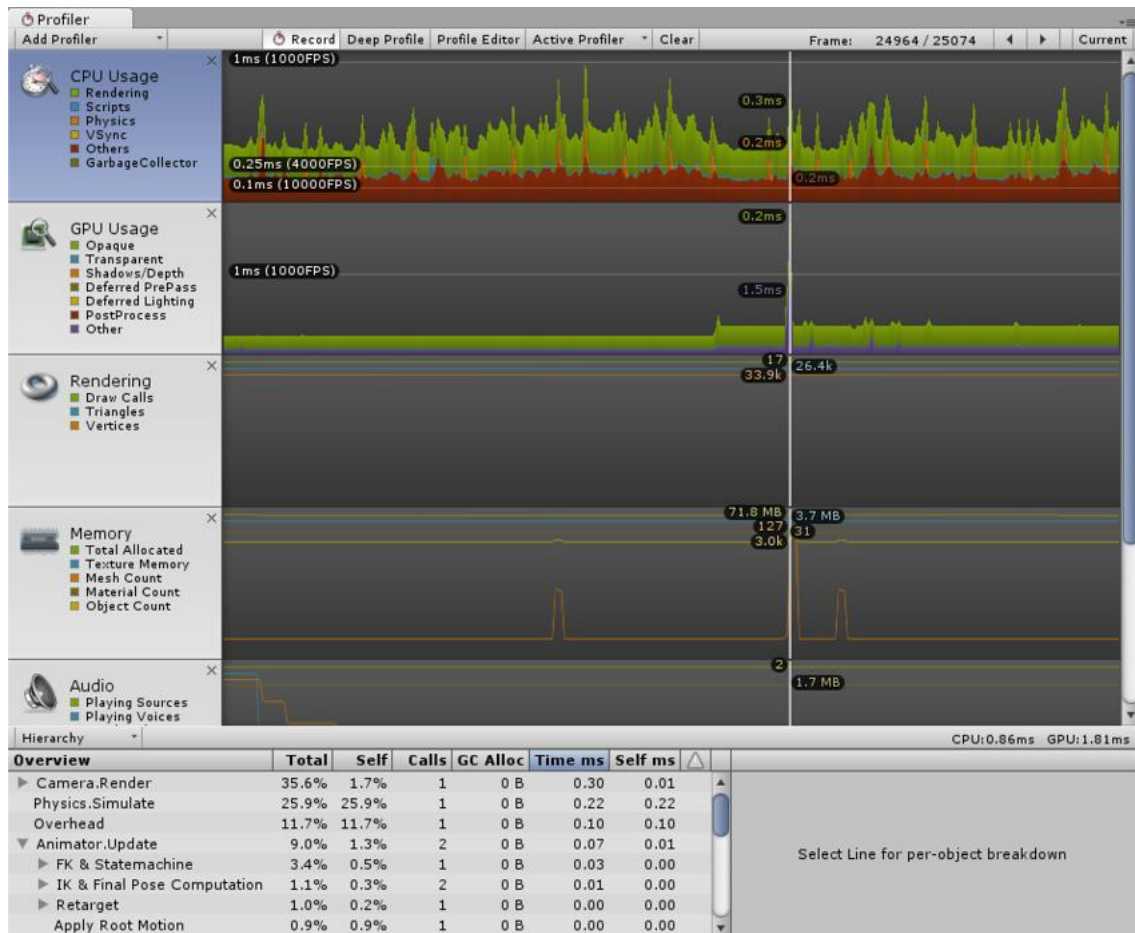 Profiler
Add Profiler Record Deep Profile Profile Editor Active Profiler Clear Frame: 24964 / 25074 Current
CPU Usage
Rendering
Scripts
Physics
VSync
Others
GarbageCollector
1ms (1000FPS)
0.3ms
0.2ms
0.25ms (4000FPS)
0.1ms (10000FPS)
0.2ms
GPU Usage
Opaque
Transparent
Shadows/Depth
Deferred PrePass
Deferred Lighting
PostProcess
Other
0.2ms
1ms (1000FPS)
1.5ms
Rendering
Draw Calls
Triangles
Vertices
17
26.4k
33.9k
Memory
Total Allocated
Texture Memory
Mesh Count
Material Count
Object Count
71.8 MB 3.7 MB
127 31
3.0k
Audio
Playing Sources
Playing Voices
2
1.7 MB
Hierarchy CPU:0.86ms GPU:1.81ms
Overview Total Self Calls GC Alloc Time ms Self ms
Camera.Render 35.6% 1.7% 1 0 B 0.30 0.01
Physics.Simulate 25.9% 25.9% 1 0 B 0.22 0.22
Overhead 11.7% 11.7% 1 0 B 0.10 0.10
Animator.Update 9.0% 1.3% 2 0 B 0.07 0.01
FK & Statemachine 3.4% 0.5% 1 0 B 0.03 0.00
IK & Final Pose Computation 1.1% 0.3% 2 0 B 0.01 0.00
Retarget 1.0% 0.2% 1 0 B 0.00 0.00
Apply Root Motion 0.9% 0.9% 1 0 B 0.00 0.00
Select Line for per-object breakdown